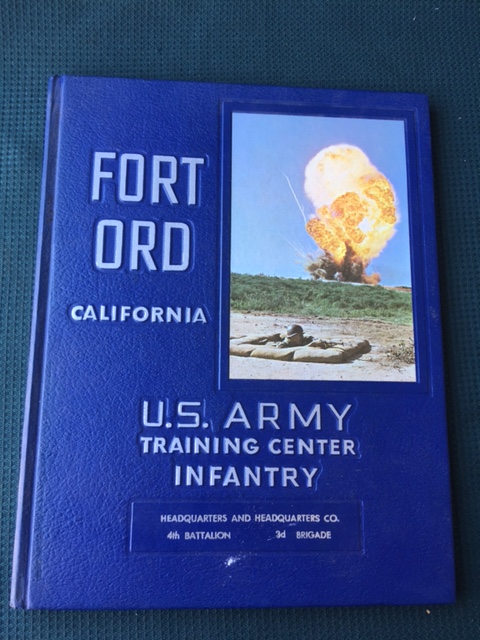 FORT
ORD
CALIFORNIA
U.S. ARMY
TRAINING CENTER
INFANTRY
HEADQUARTERS AND HEADQUARTERS CO.
4th BATTALION 3d BRIGADE